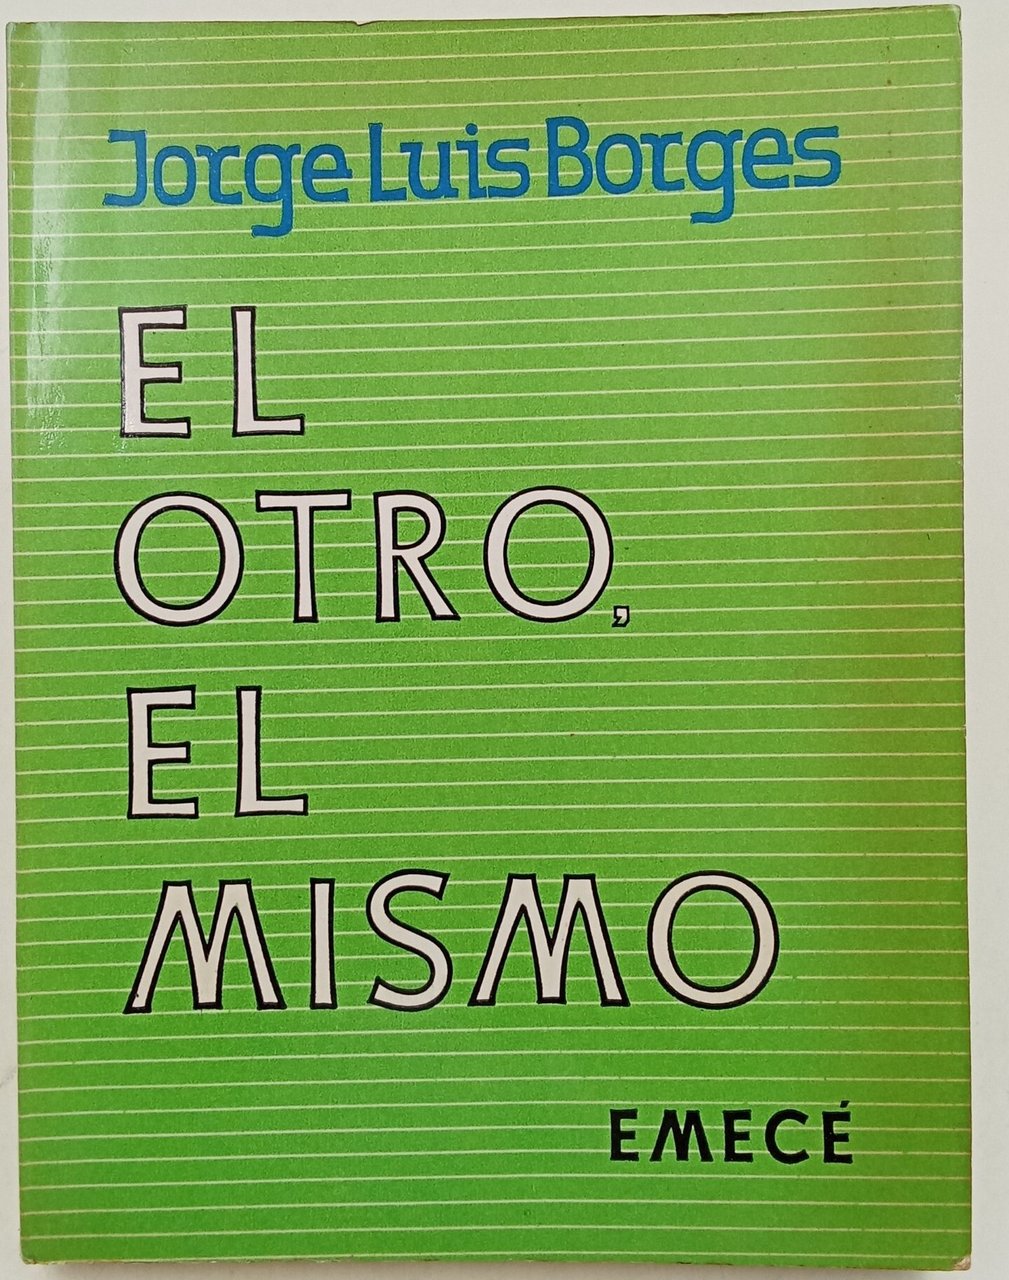 Jorge Luis Borges
EL
OTRO,
EL
MISMO
EMECÉ